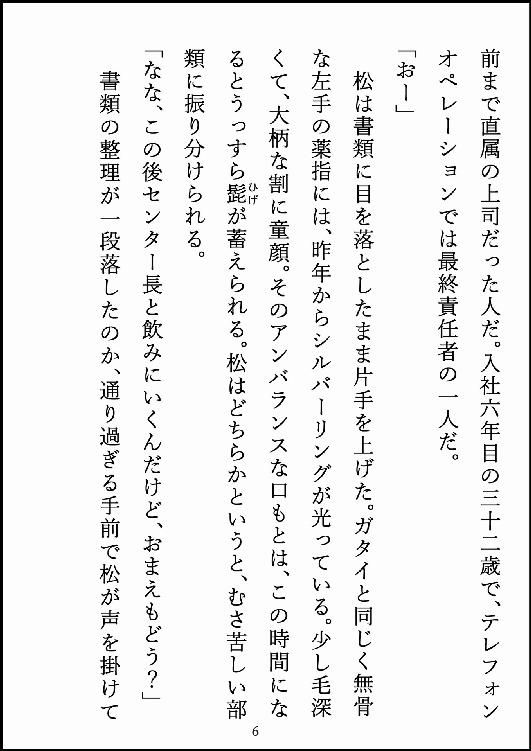 前まで直属の上司だった人だ。入社六年目の三十二歳で、テレフォン
オペレーションでは最終責任者の一人だ。
「おー」
　松は書類に目を落としたまま片手を上げた。ガタイと同じく無骨
な左手の薬指には、昨年からシルバーリングが光っている。少し毛深
くて、大柄な割に童顔。そのアンバランスな口もとは、この時間にな
るとうっすら髭が蓄えられる。松はどちらかというと、むさ苦しい部
ひげ
類に振り分けられる。
「なな、この後センター長と飲みにいくんだけど、おまえもどう？」
　書類の整理が一段落したのか、通り過ぎる手前で松が声を掛けて
6